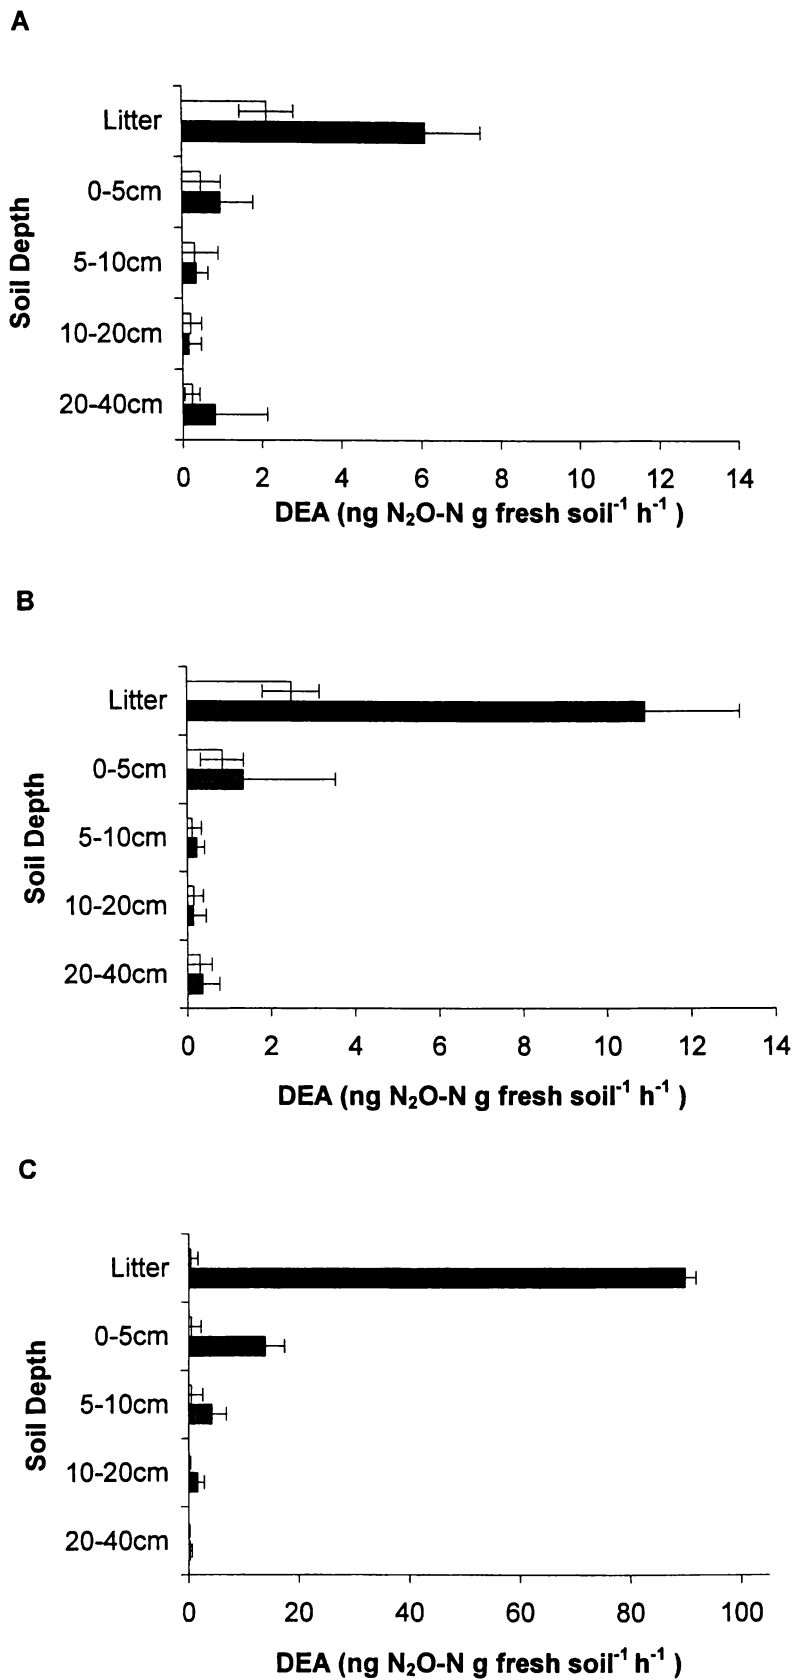 A
Litter
0-5cm
5-10cm
10-20cm
20-40cm
Soil Depth
0 2 4 6 8 10 12 14
DEA (ng N₂O-N g fresh soil⁻¹ h⁻¹ )
B
Litter
0-5cm
5-10cm
10-20cm
20-40cm
Soil Depth
0 2 4 6 8 10 12 14
DEA (ng N₂O-N g fresh soil⁻¹ h⁻¹ )
C
Litter
0-5cm
5-10cm
10-20cm
20-40cm
Soil Depth
0 20 40 60 80 100
DEA (ng N₂O-N g fresh soil⁻¹ h⁻¹ )